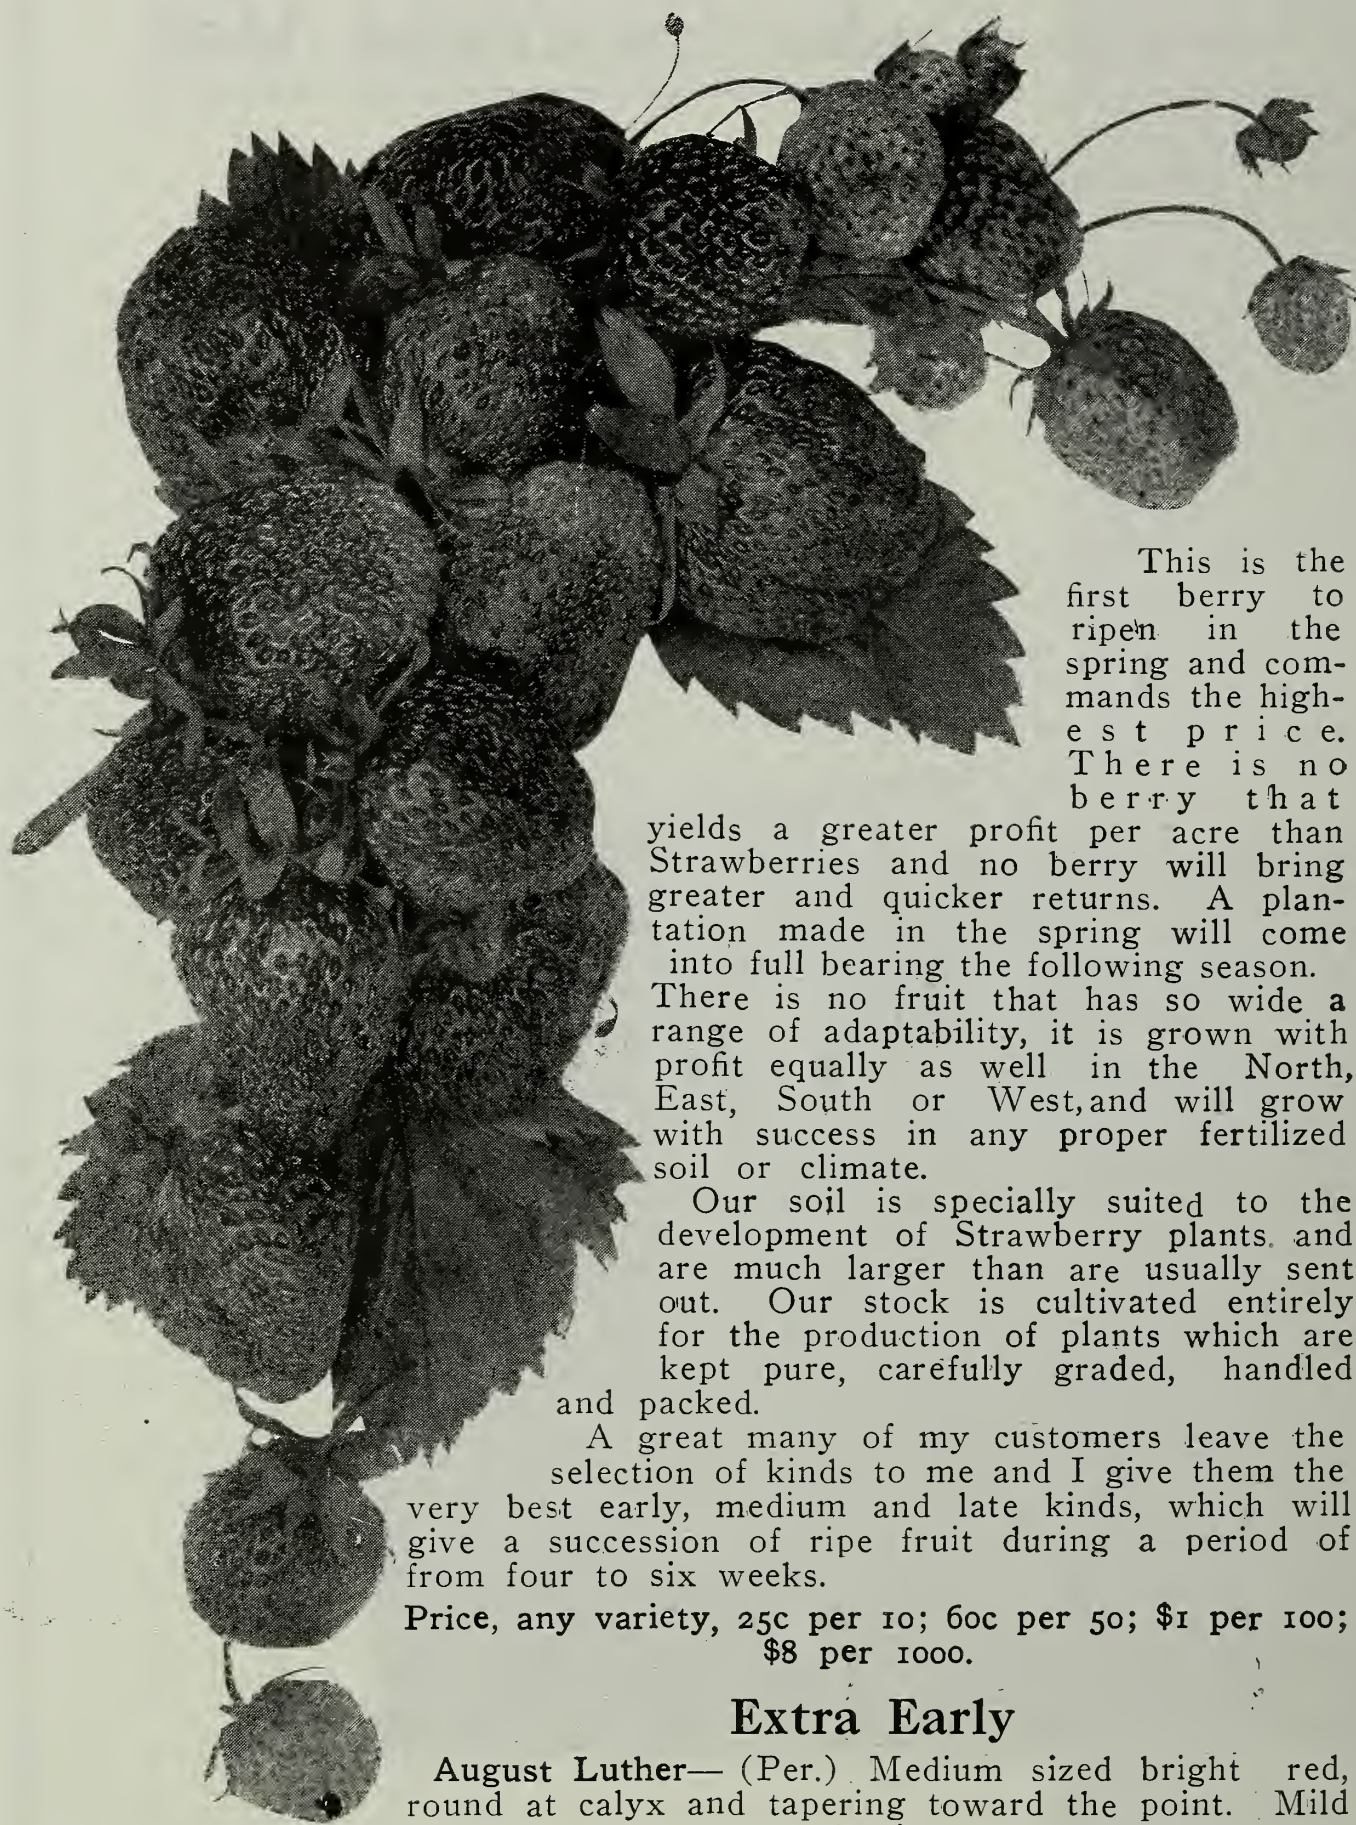 This is the
first berry to
ripen in the
spring and com-
mands the high-
est price.
There is no
berry that
yields a greater profit per acre than
Strawberries and no berry will bring
greater and quicker returns. A plan-
tation made in the spring will come
into full bearing the following season.
There is no fruit that has so wide a
range of adaptability, it is grown with
profit equally as well in the North,
East, South or West, and will grow
with success in any proper fertilized
soil or climate.
Our soil is specially suited to the
development of Strawberry plants and
are much larger than are usually sent
out. Our stock is cultivated entirely
for the production of plants which are
kept pure, carefully graded, handled
and packed.
A great many of my customers leave the
selection of kinds to me and I give them the
very best early, medium and late kinds, which will
give a succession of ripe fruit during a period of
from four to six weeks.
Price, any variety, 25c per 10; 60c per 50; $1 per 100;
$8 per 1000.
Extra Early
August Luther— (Per.) Medium sized bright red,
round at calyx and tapering toward the point. Mild